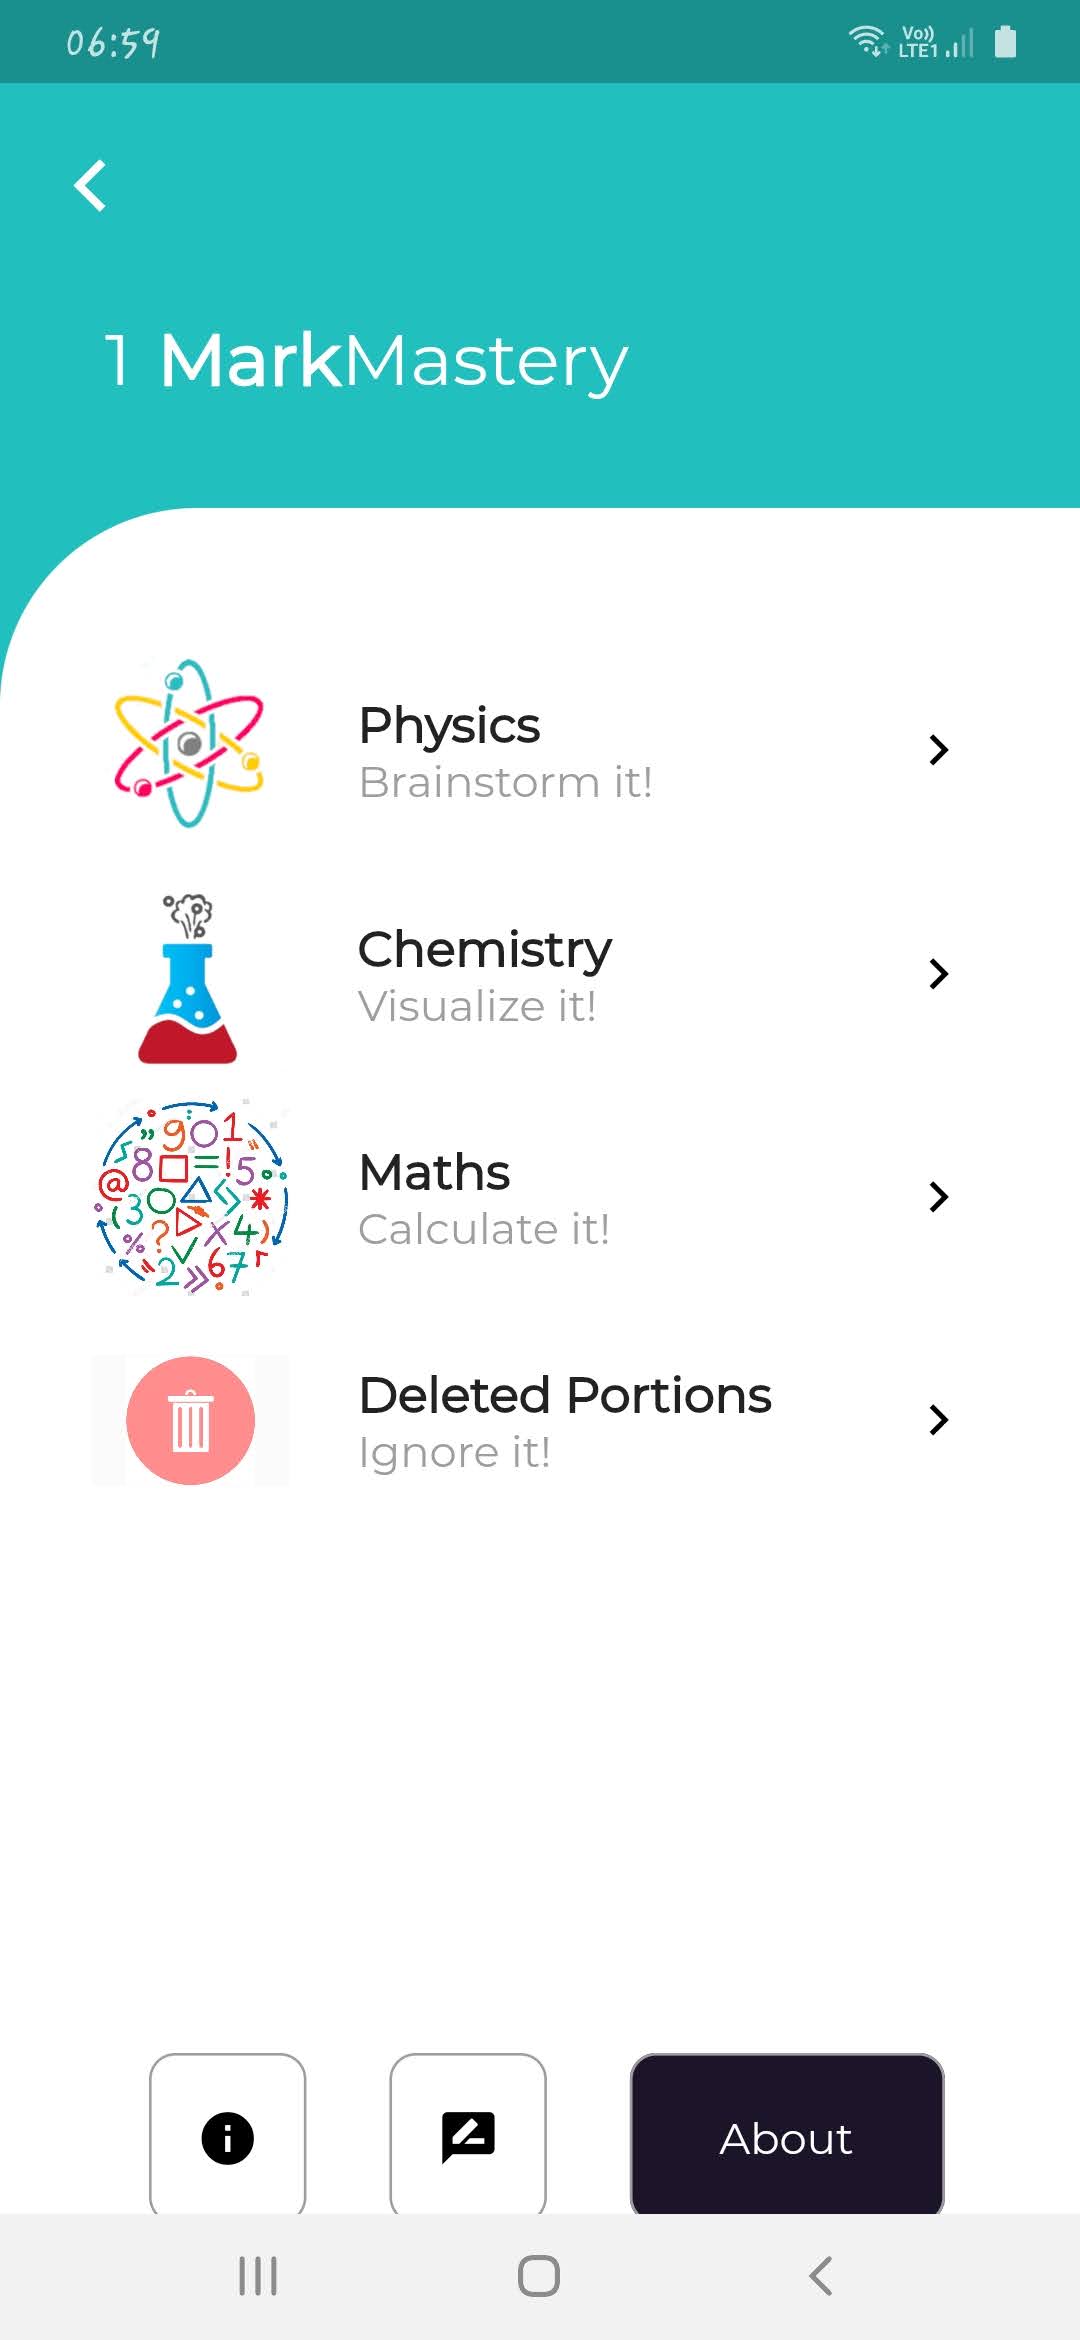 06:59
Vo))
LTE1
1 MarkMastery
Physics
Brainstorm it!
Chemistry
Visualize it!
Maths
Calculate it!
Deleted Portions
Ignore it!
About